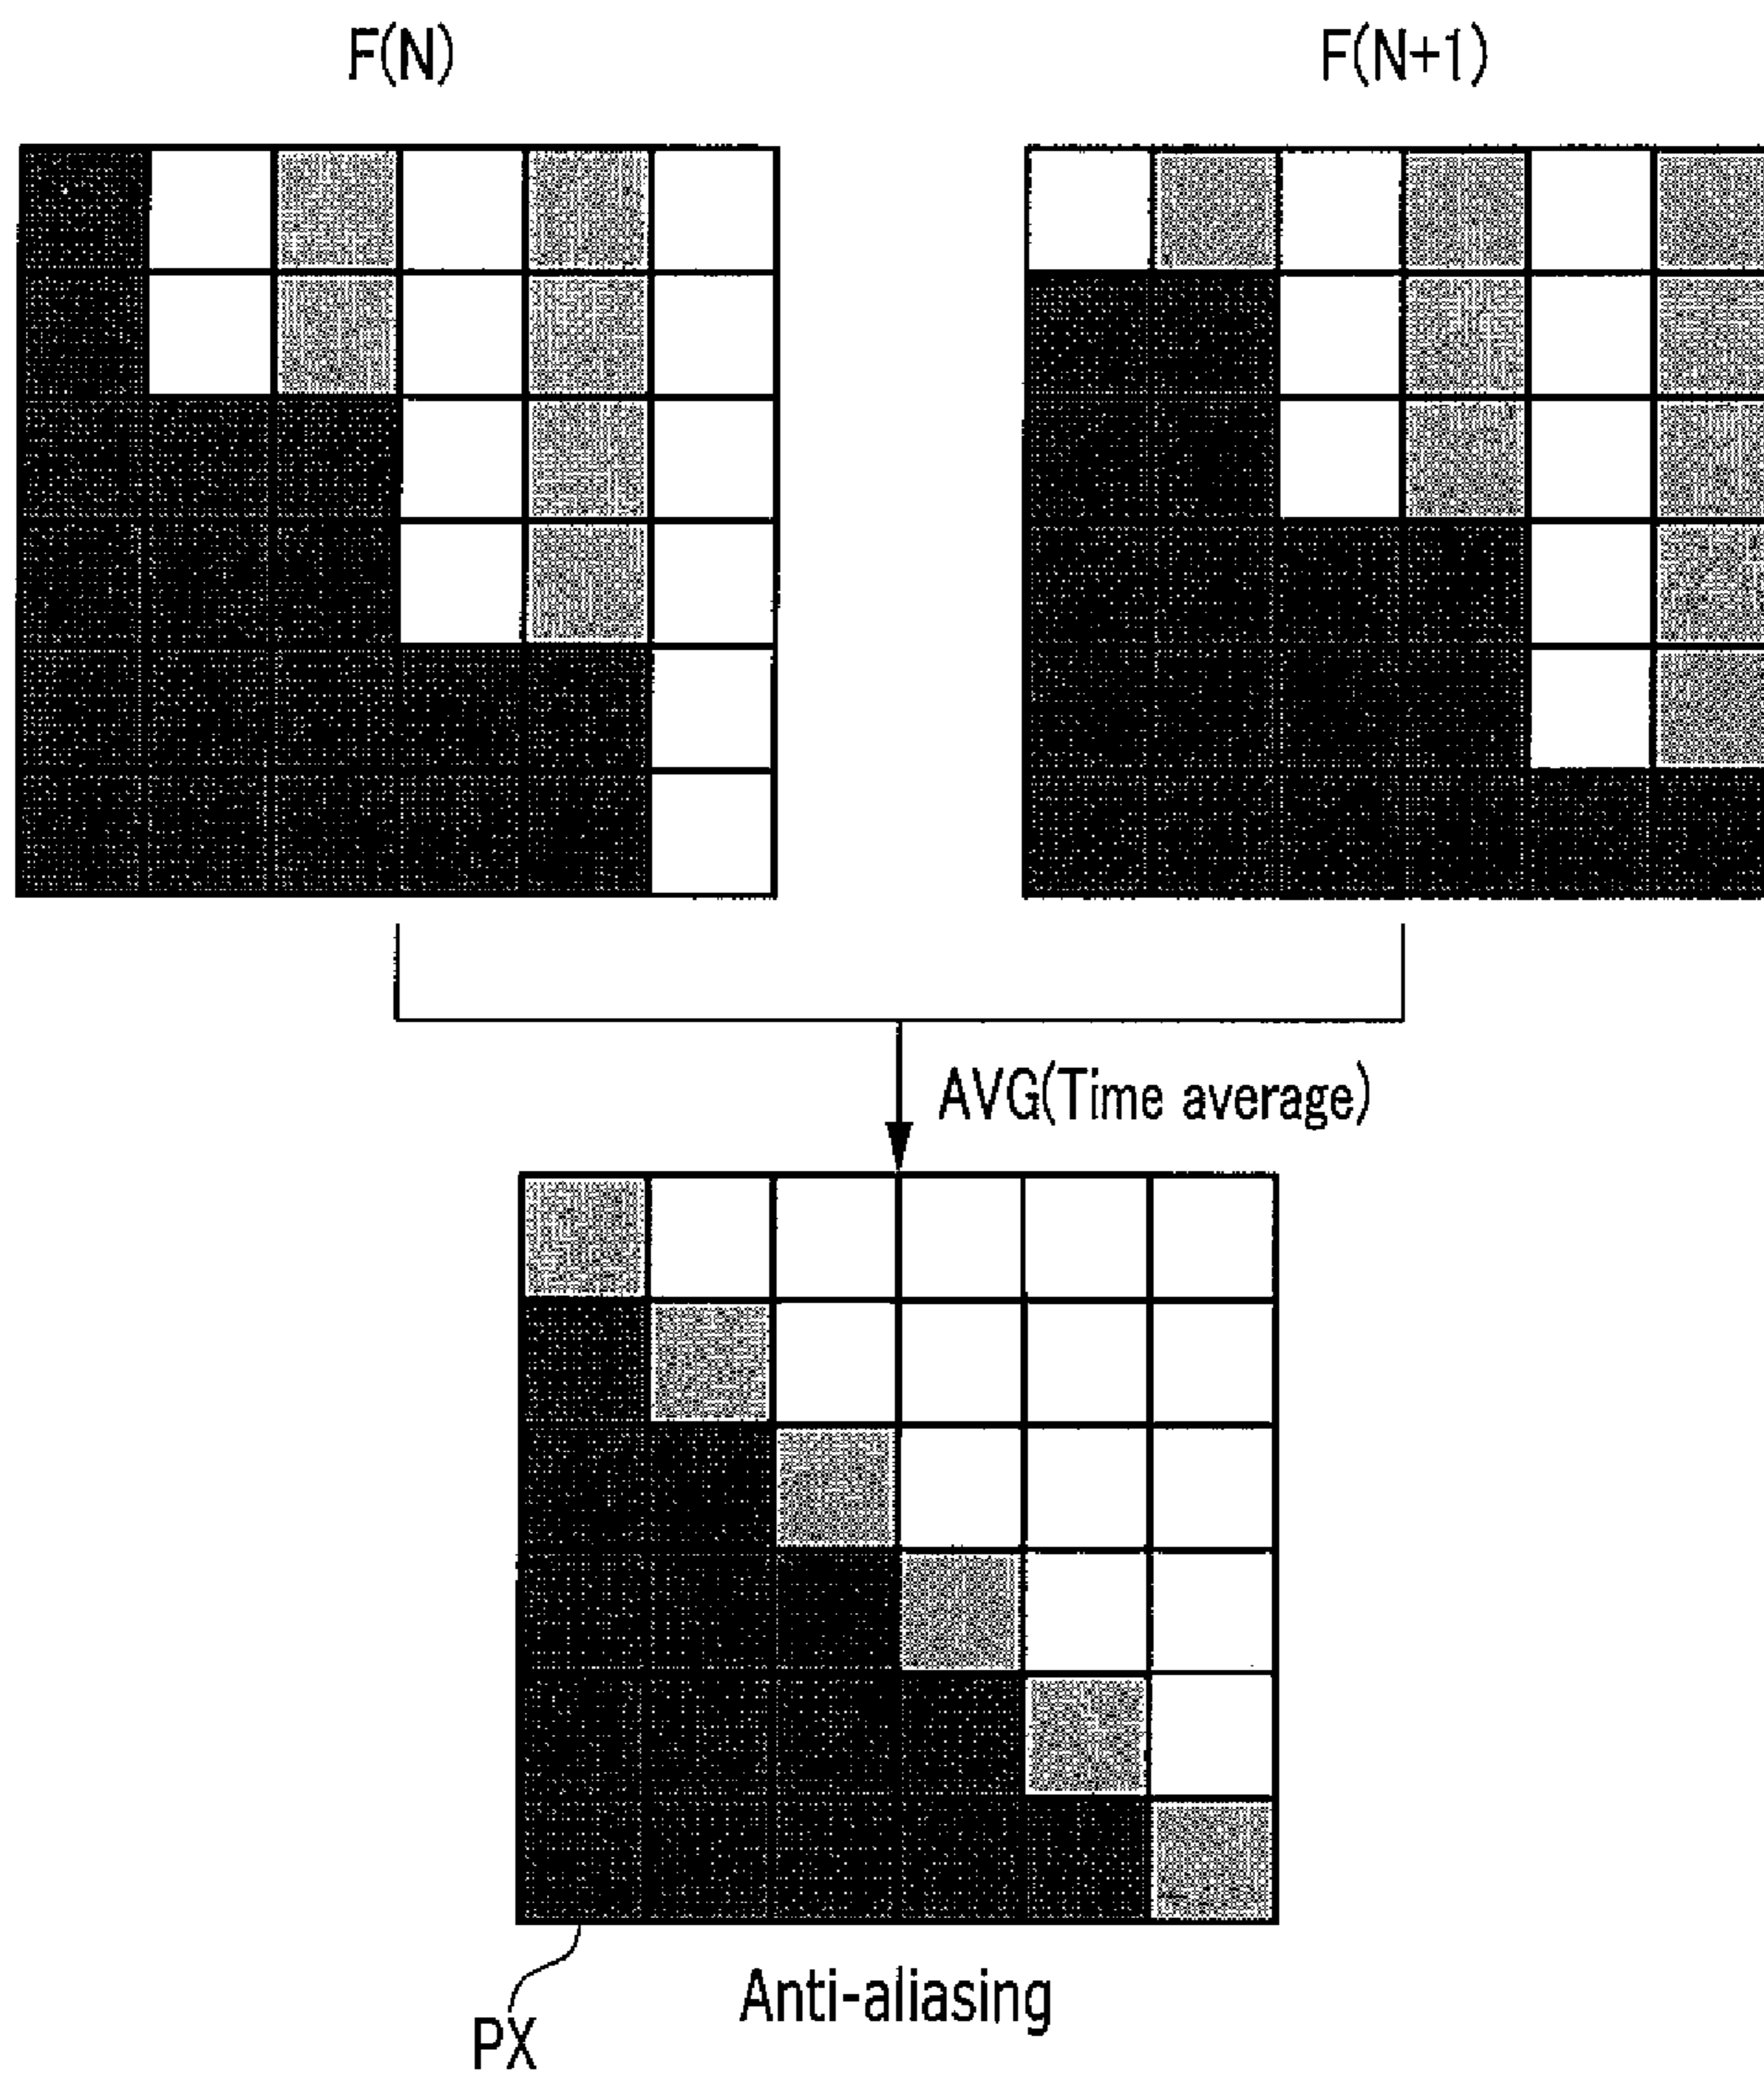 F(N)
F(N+1)
AVG(Time average)
PX
Anti-aliasing